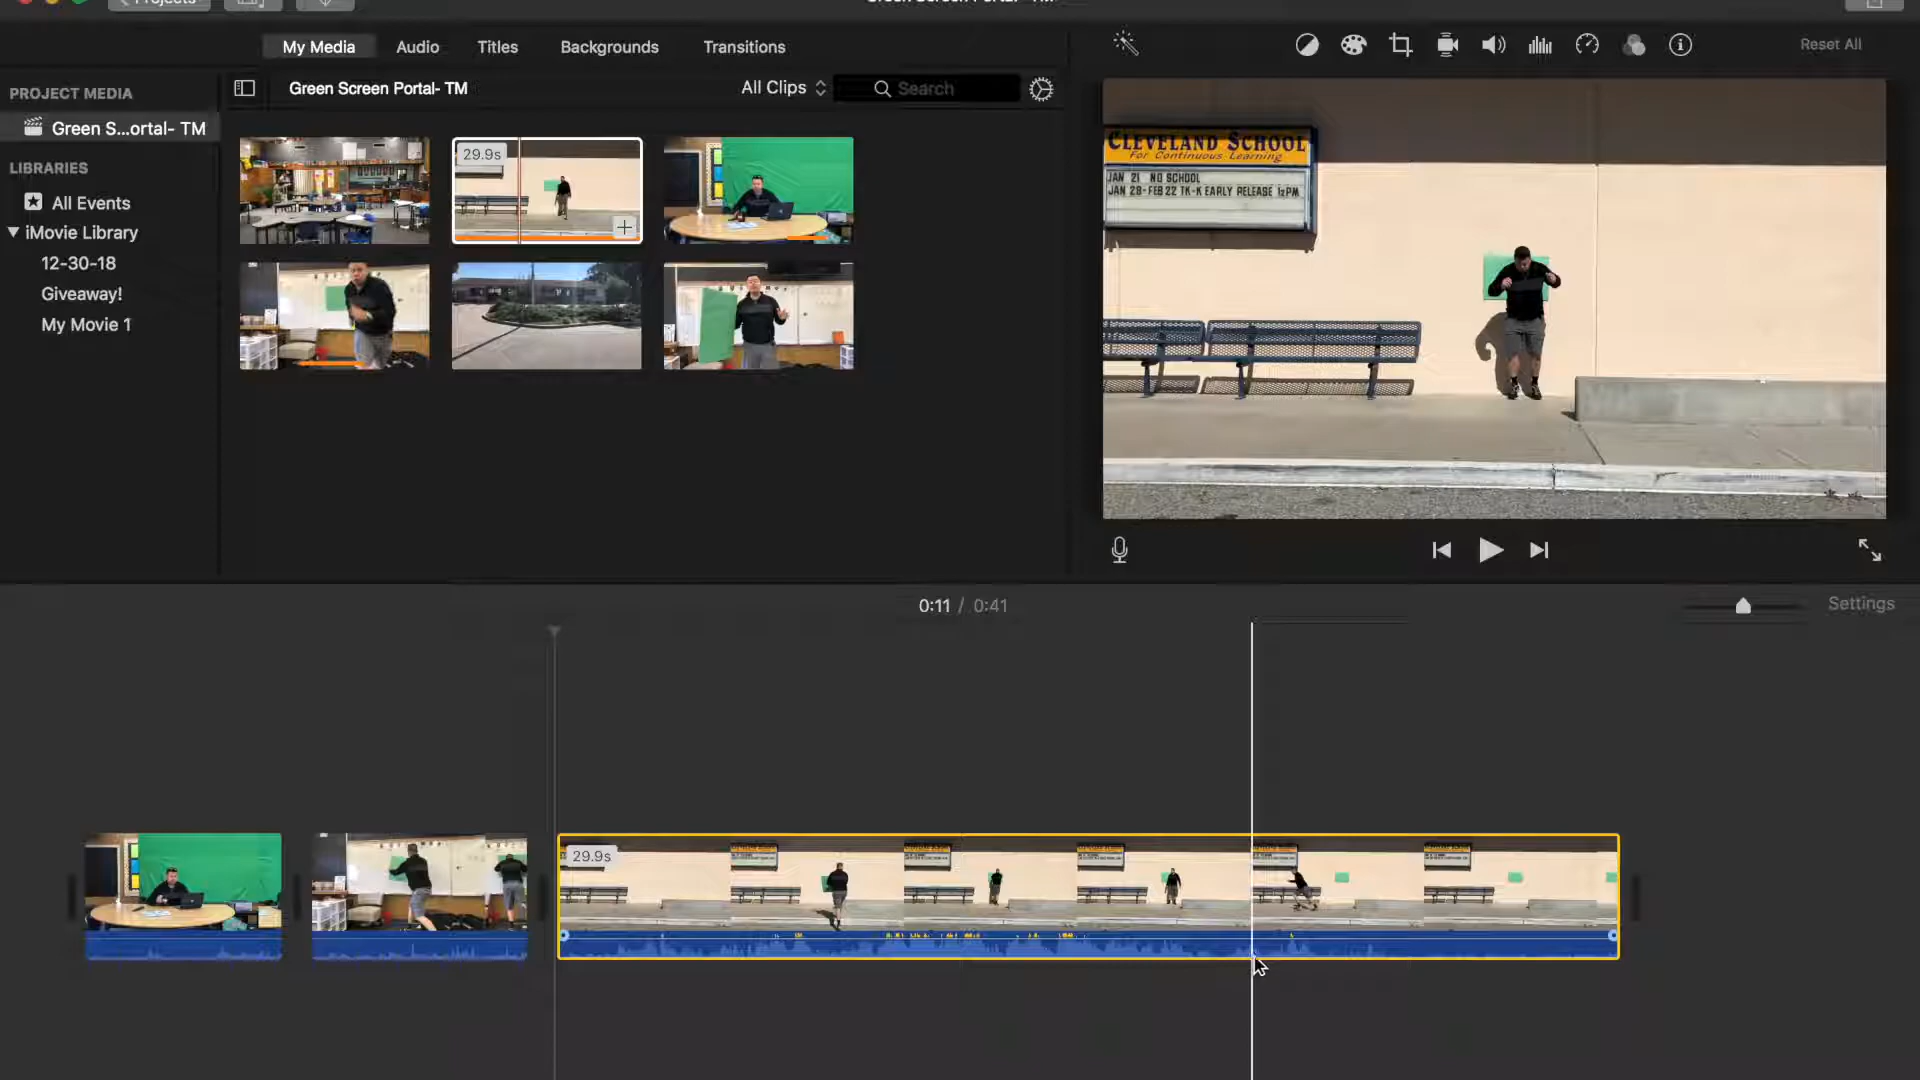 Projects
My Media
Audio
Titles
Backgrounds
Transitions
Reset All
PROJECT MEDIA
Green S...ortal- TM
LIBRARIES
All Events
iMovie Library
12-30-18
Giveaway!
My Movie 1
Green Screen Portal- TM
All Clips
Search
29.9s
CLEVELAND SCHOOL
For Continuous Learning
JAN 21 NO SCHOOL
JAN 28-FEB 22 TK-K EARLY RELEASE 12PM
0:11 / 0:41
Settings
29.9s